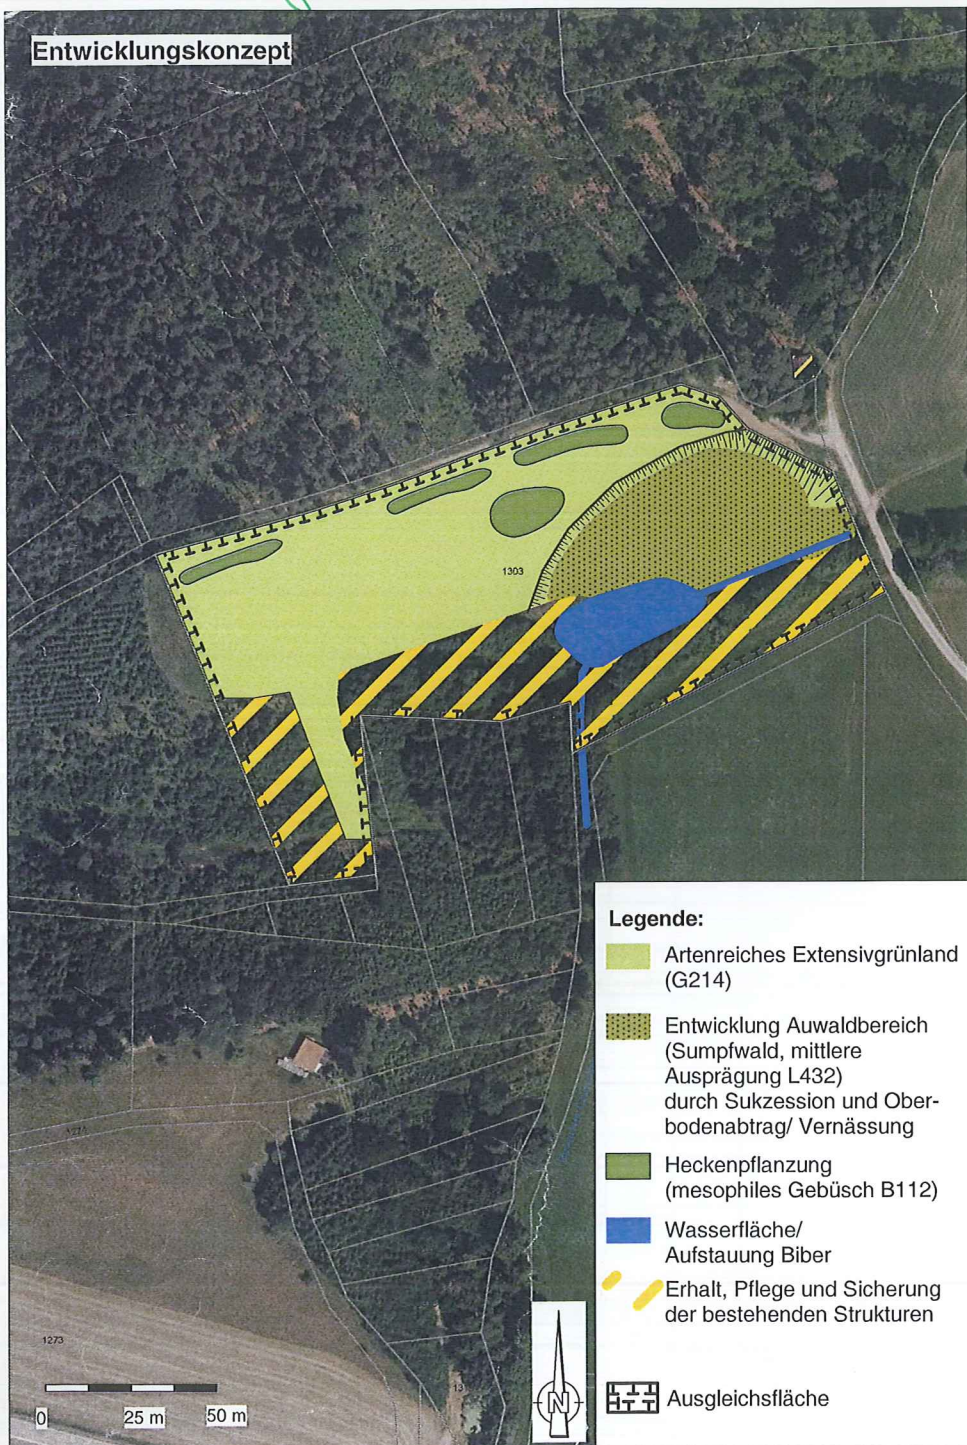 Entwicklungskonzept
1303
Legende:
Artenreiches Extensivgrünland
(G214)
Entwicklung Auwaldbereich
(Sumpfwald, mittlere
Ausprägung L432)
durch Sukzession und Ober-
bodenabtrag/ Vernässung
Heckenpflanzung
(mesophiles Gebüsch B112)
Wasserfläche/
Aufstauung Biber
Erhalt, Pflege und Sicherung
der bestehenden Strukturen
Ausgleichsfläche
1273
13
0 25 m 50 m
N